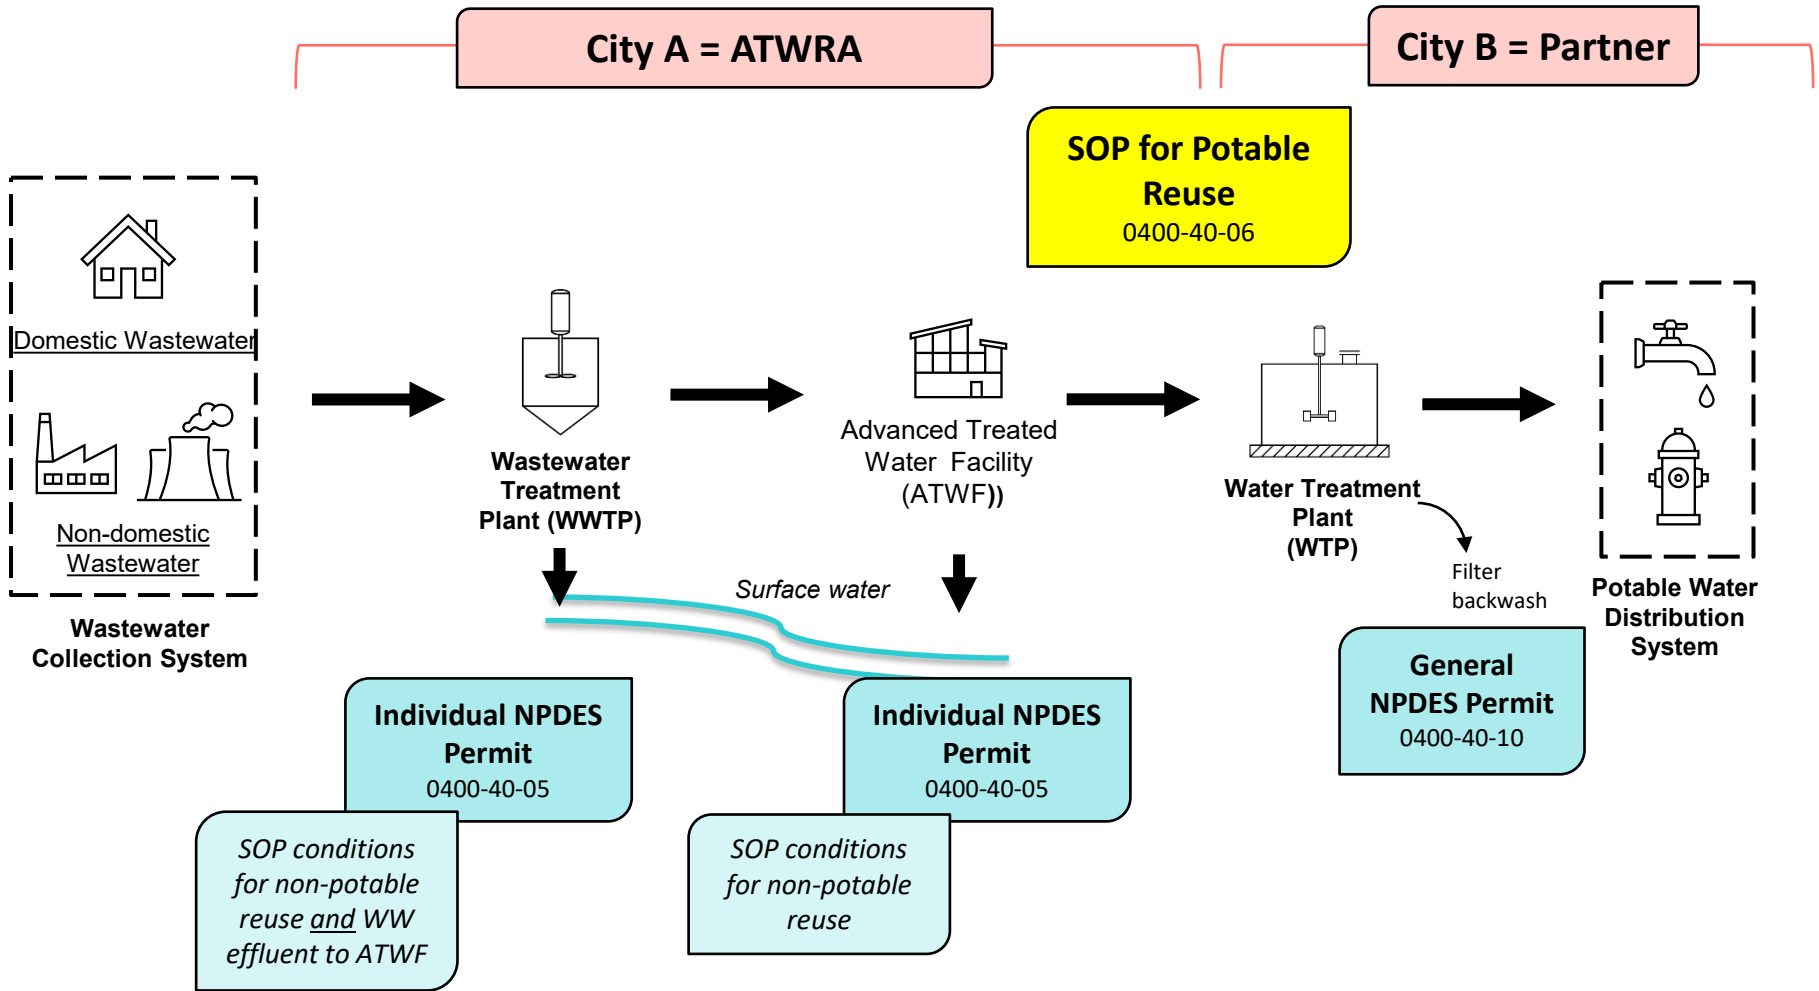 City A = ATWRA
City B = Partner
SOP for Potable
Reuse
0400-40-06
Domestic Wastewater
Non-domestic
Wastewater
Wastewater
Collection System
Wastewater
Treatment
Plant (WWTP)
Advanced Treated
Water Facility
(ATWF))
Water Treatment
Plant
(WTP)
Filter
backwash
Potable Water
Distribution
System
Surface water
Individual NPDES
Permit
0400-40-05
SOP conditions
for non-potable
reuse and WW
effluent to ATWF
Individual NPDES
Permit
0400-40-05
SOP conditions
for non-potable
reuse
General
NPDES Permit
0400-40-10